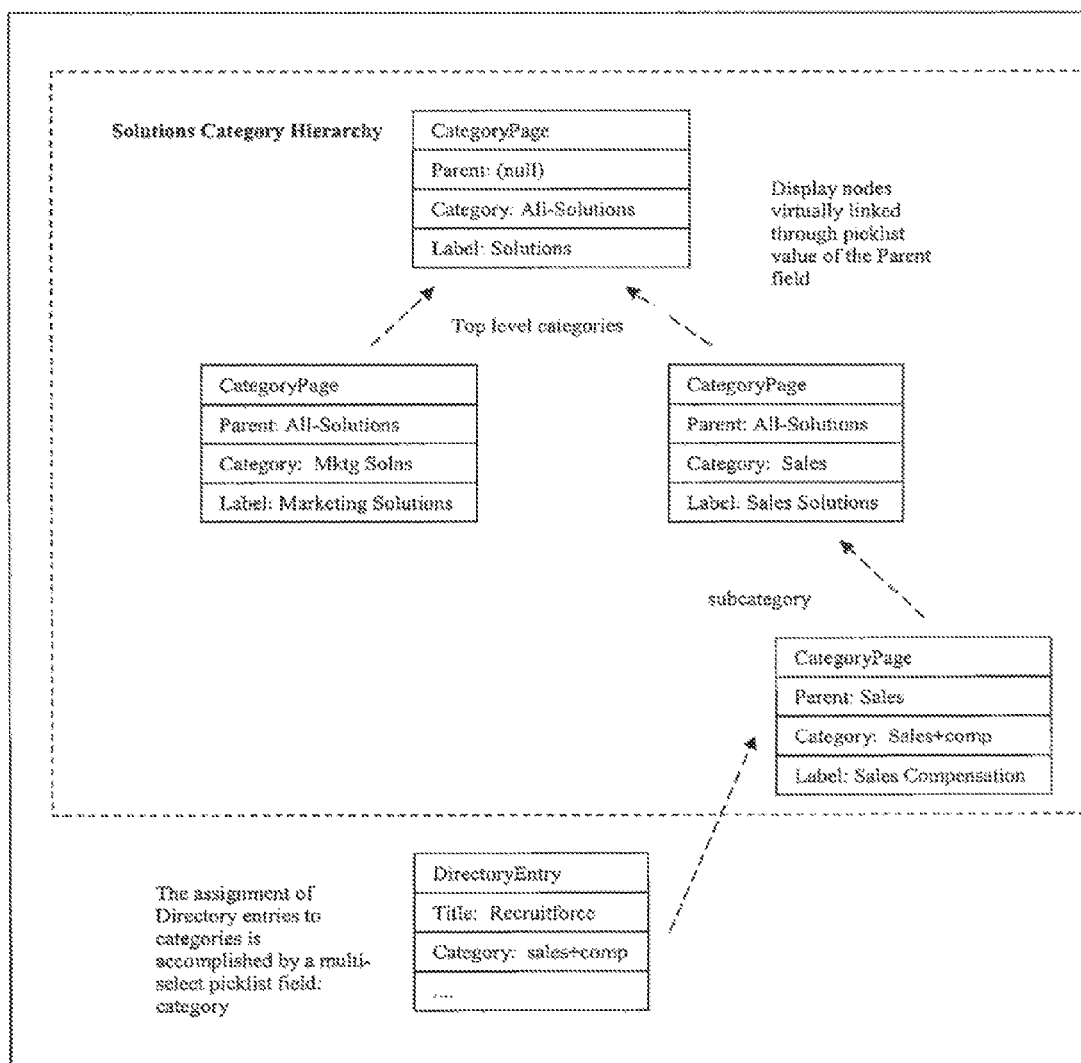 Solutions Category Hierarchy
CategoryPage
Parent: (null)
Category: All-Solutions
Label: Solutions
Display nodes
virtually linked
through picklist
value of the Parent
field
Top level categories
CategoryPage
Parent: All-Solutions
Category: Mktg Solns
Label: Marketing Solutions
CategoryPage
Parent: All-Solutions
Category: Sales
Label: Sales Solutions
subcategory
CategoryPage
Parent: Sales
Category: Sales+comp
Label: Sales Compensation
The assignment of
Directory entries to
categories is
accomplished by a multi-
select picklist field:
category
DirectoryEntry
Title: Recruitforce
Category: sales+comp
....